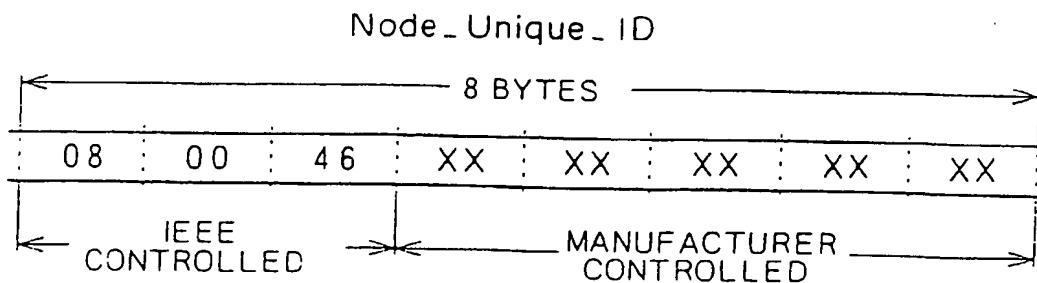 Node_Unique_ID
8 BYTES
08 00 46 XX XX XX XX XX
IEEE
CONTROLLED
MANUFACTURER
CONTROLLED